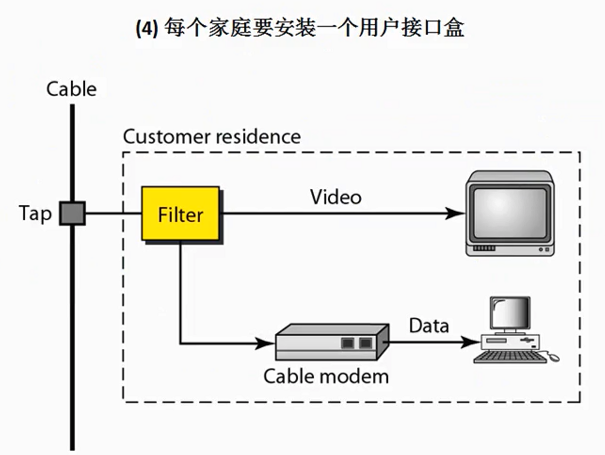 (4) 每个家庭要安装一个用户接口盒
Cable
Customer residence
Tap
Filter
Video
Data
Cable modem